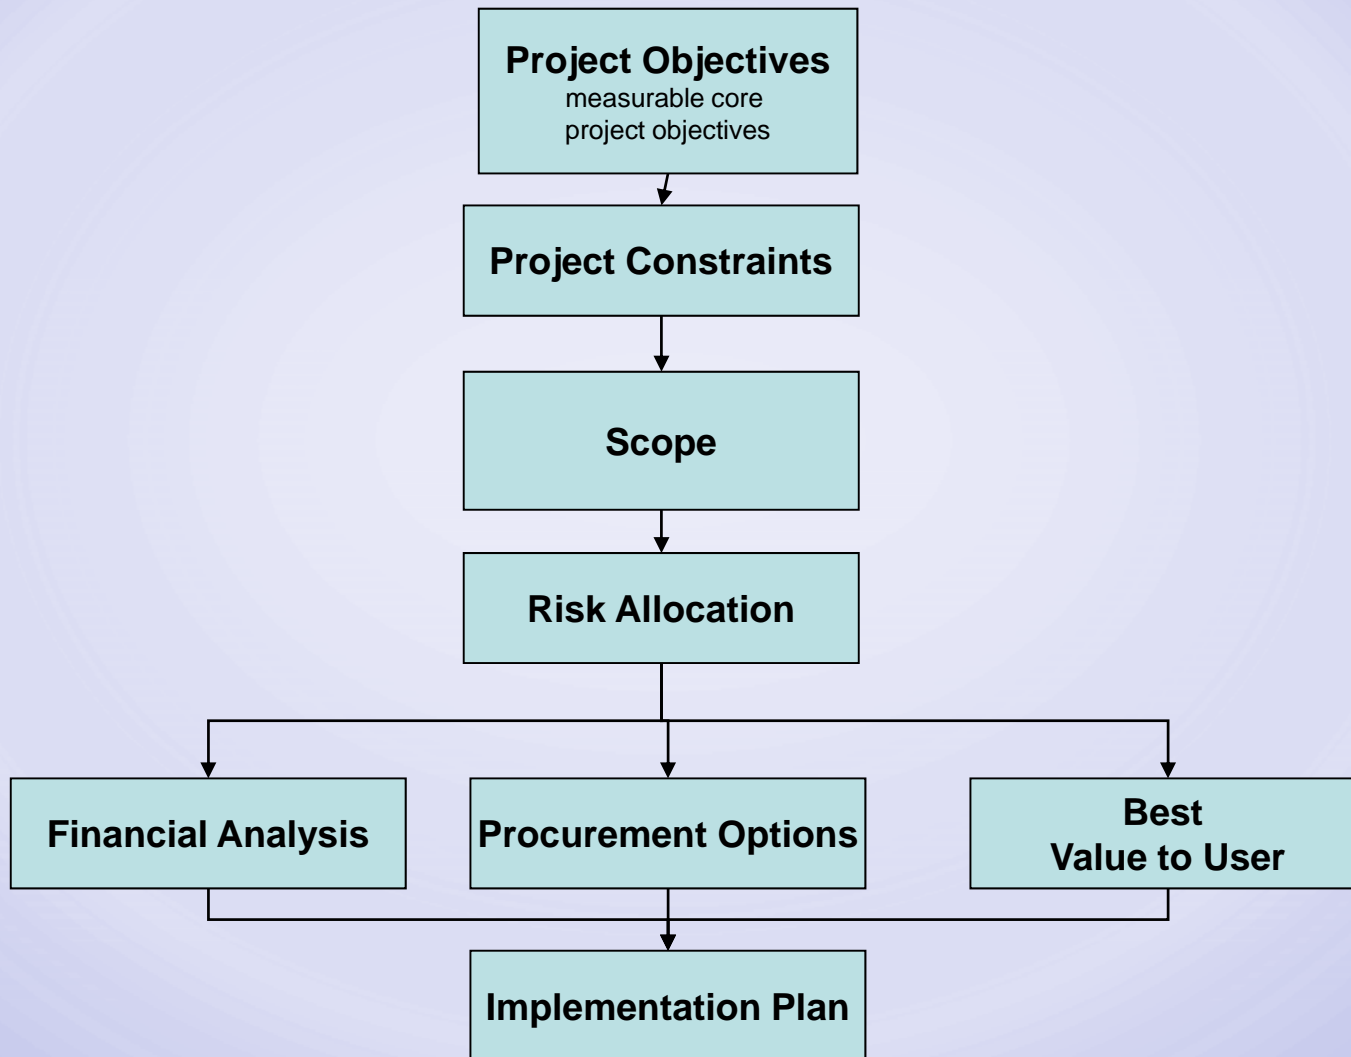 Project Objectives
measurable core
project objectives
Project Constraints
Scope
Risk Allocation
Financial Analysis
Procurement Options
Best
Value to User
Implementation Plan